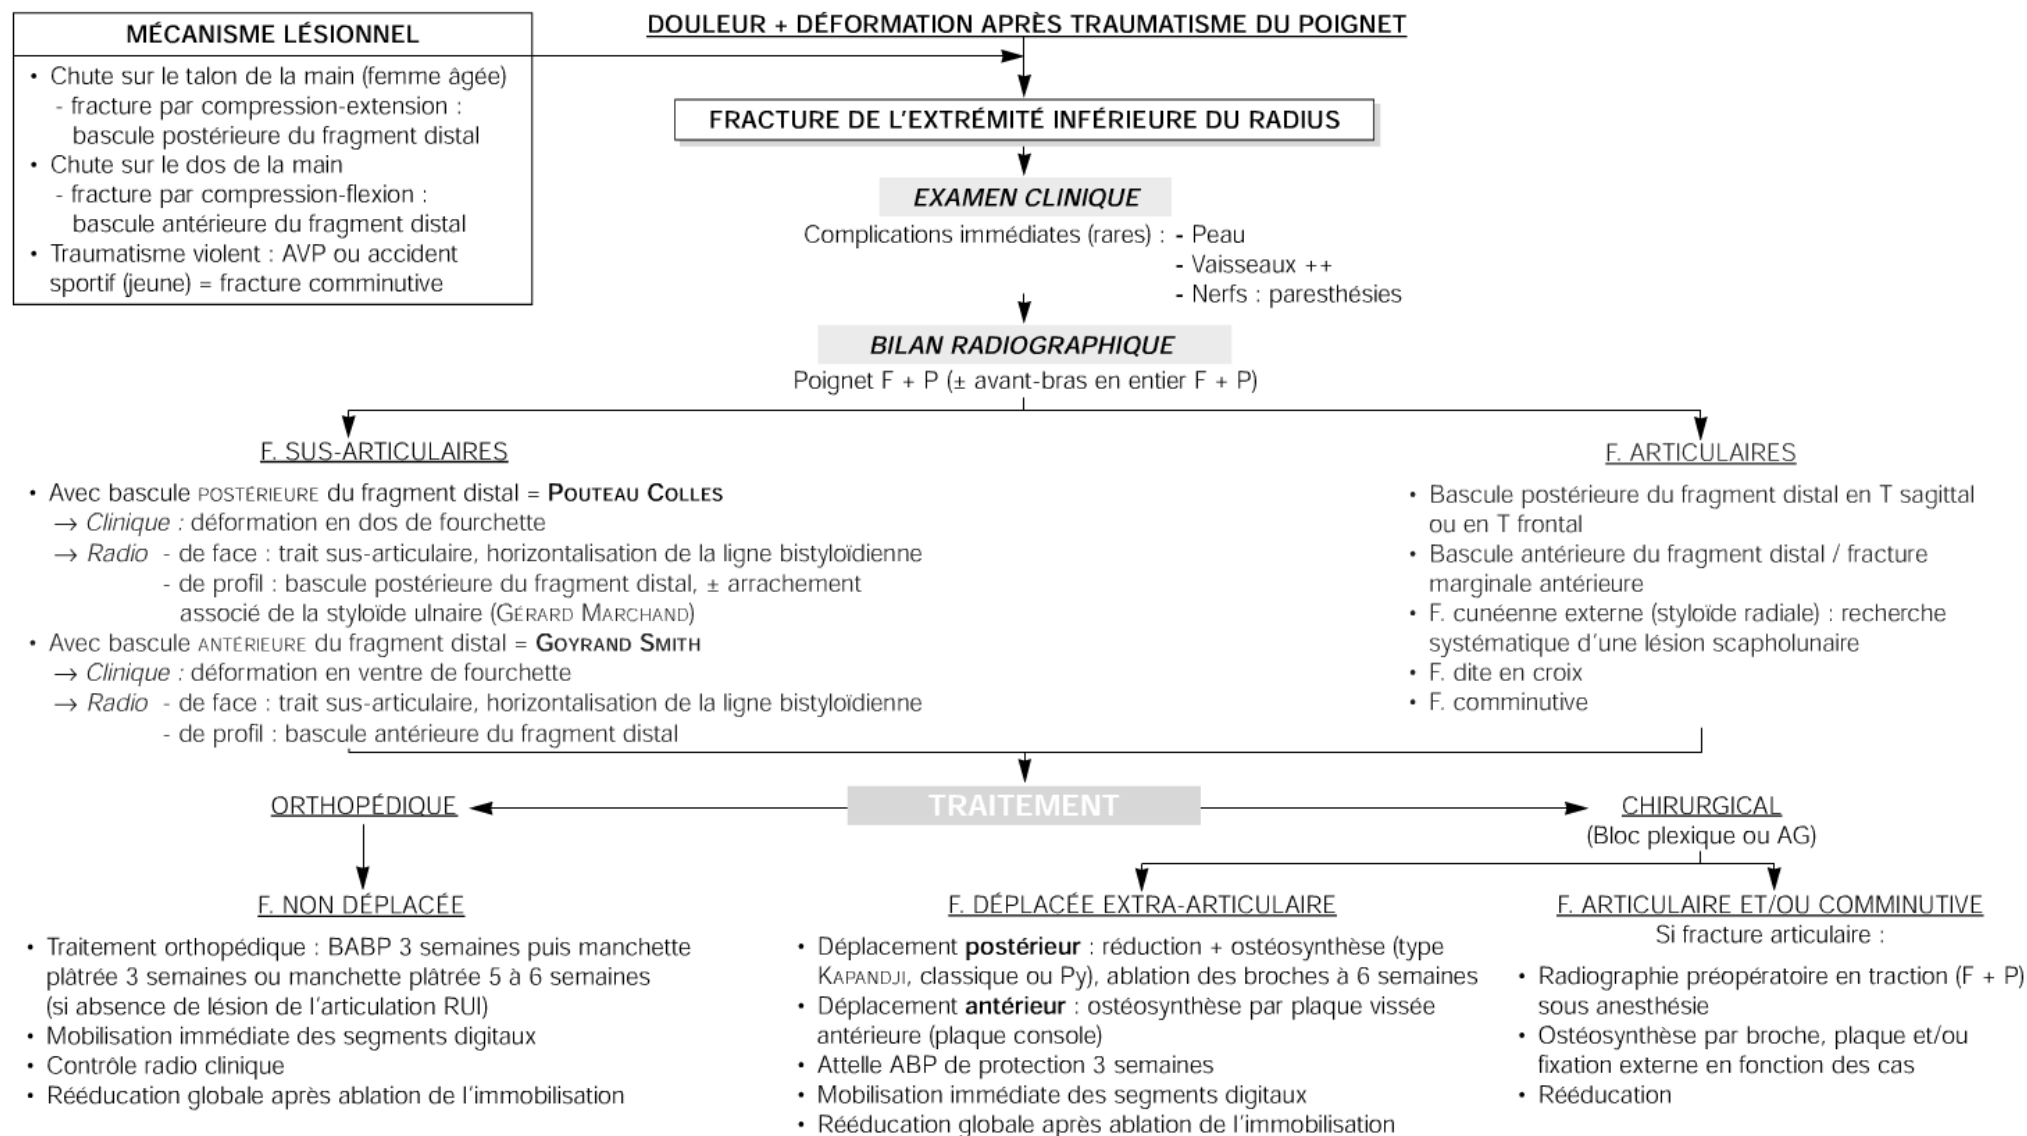 MÉCANISME LÉSIONNEL
• Chute sur le talon de la main (femme âgée)
- fracture par compression-extension :
bascule postérieure du fragment distal
• Chute sur le dos de la main
- fracture par compression-flexion :
bascule antérieure du fragment distal
• Traumatisme violent : AVP ou accident
sportif (jeune) = fracture comminutive
DOULEUR + DÉFORMATION APRÈS TRAUMATISME DU POIGNET
FRACTURE DE L'EXTRÉMITÉ INFÉRIEURE DU RADIUS
EXAMEN CLINIQUE
Complications immédiates (rares) : - Peau
- Vaisseaux ++
- Nerfs : paresthésies
BILAN RADIOGRAPHIQUE
Poignet F + P (± avant-bras en entier F + P)
F. SUS-ARTICULAIRES
• Avec bascule POSTÉRIEURE du fragment distal = POUTEAU COLLES
→ Clinique : déformation en dos de fourchette
→ Radio - de face : trait sus-articulaire, horizontalisation de la ligne bistyloïdienne
- de profil : bascule postérieure du fragment distal, ± arrachement
associé de la styloïde ulnaire (GÉRARD MARCHAND)
• Avec bascule ANTÉRIEURE du fragment distal = GOYRAND SMITH
→ Clinique : déformation en ventre de fourchette
→ Radio - de face : trait sus-articulaire, horizontalisation de la ligne bistyloïdienne
- de profil : bascule antérieure du fragment distal
F. ARTICULAIRES
• Bascule postérieure du fragment distal en T sagittal
ou en T frontal
• Bascule antérieure du fragment distal / fracture
marginale antérieure
• F. cunéenne externe (styloïde radiale) : recherche
systématique d'une lésion scapholunaire
• F. dite en croix
• F. comminutive
TRAITEMENT
ORTHOPÉDIQUE
F. NON DÉPLACÉE
• Traitement orthopédique : BABP 3 semaines puis manchette
plâtrée 3 semaines ou manchette plâtrée 5 à 6 semaines
(si absence de lésion de l'articulation RUI)
• Mobilisation immédiate des segments digitaux
• Contrôle radio clinique
• Rééducation globale après ablation de l'immobilisation
CHIRURGICAL
(Bloc plexique ou AG)
F. DÉPLACÉE EXTRA-ARTICULAIRE
• Déplacement postérieur : réduction + ostéosynthèse (type
KAPANDJI, classique ou Py), ablation des broches à 6 semaines
• Déplacement antérieur : ostéosynthèse par plaque vissée
antérieure (plaque console)
• Attelle ABP de protection 3 semaines
• Mobilisation immédiate des segments digitaux
• Rééducation globale après ablation de l'immobilisation
F. ARTICULAIRE ET/OU COMMINUTIVE
Si fracture articulaire :
• Radiographie préopératoire en traction (F + P)
sous anesthésie
• Ostéosynthèse par broche, plaque et/ou
fixation externe en fonction des cas
• Rééducation